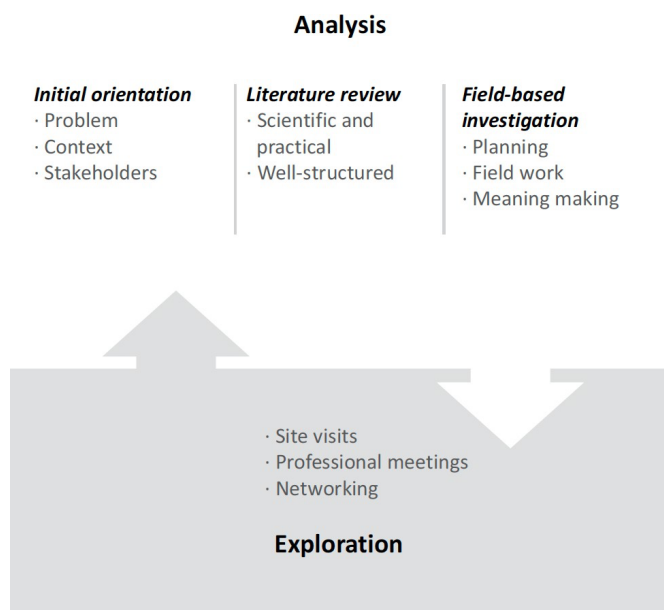 Analysis
Initial orientation
· Problem
· Context
· Stakeholders
Literature review
· Scientific and
practical
· Well-structured
Field-based
investigation
· Planning
· Field work
· Meaning making
· Site visits
· Professional meetings
· Networking
Exploration